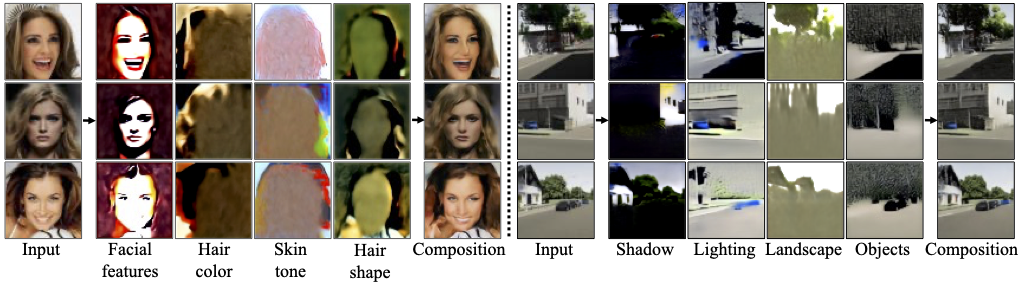 Input
Facial
features
Hair
color
Skin
tone
Hair
shape
Composition
Input
Shadow
Lighting
Landscape
Objects
Composition